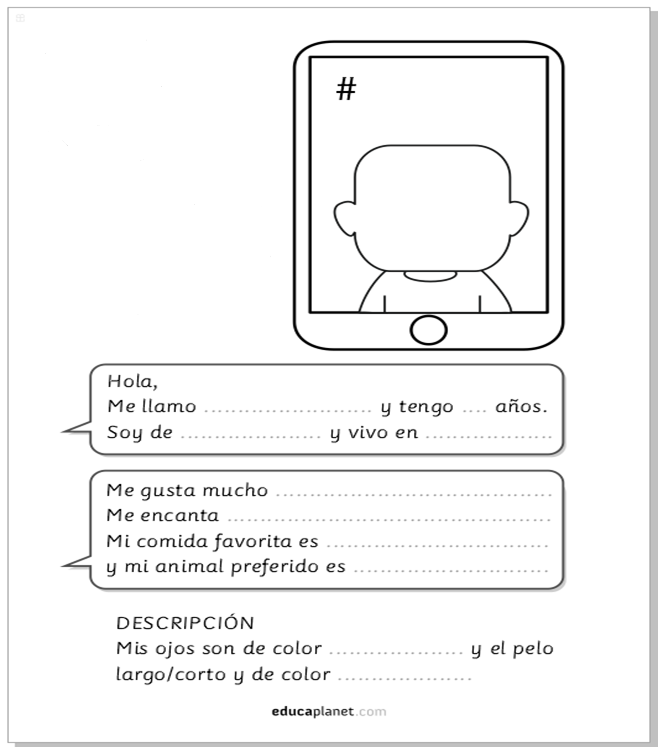 #
Hola,
Me llamo ......................... y tengo .... años.
Soy de ..................... y vivo en ...................
Me gusta mucho .........................................
Me encanta ................................................
Mi comida favorita es .................................
y mi animal preferido es .............................
DESCRIPCIÓN
Mis ojos son de color .................... y el pelo
largo/corto y de color ....................
educaplanet.com